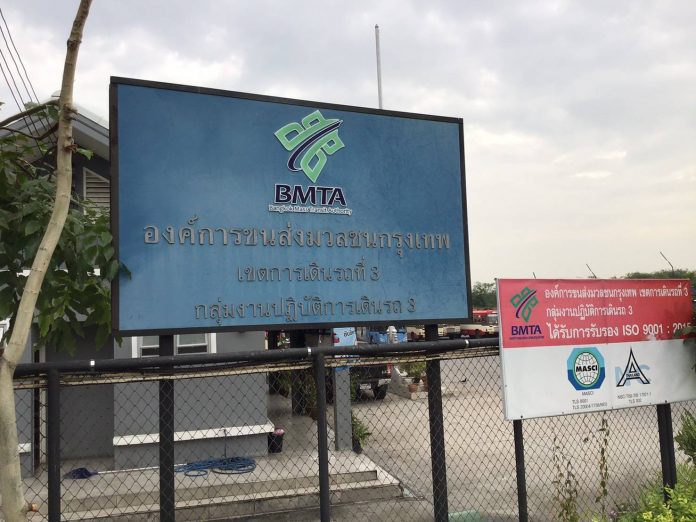 BMTA
Bangkok Mass Transit Authority
องค์การขนส่งมวลชนกรุงเทพ
เขตการเดินรถที่ 3
กลุ่มงานปฏิบัติการเดินรถ 3
องค์การขนส่งมวลชนกรุงเทพ เขตการเดินรถที่ 3
กลุ่มงานปฏิบัติการเดินรถ 3
ได้รับการรับรอง ISO 9001 : 201
BMTA
MASCI
MASCI